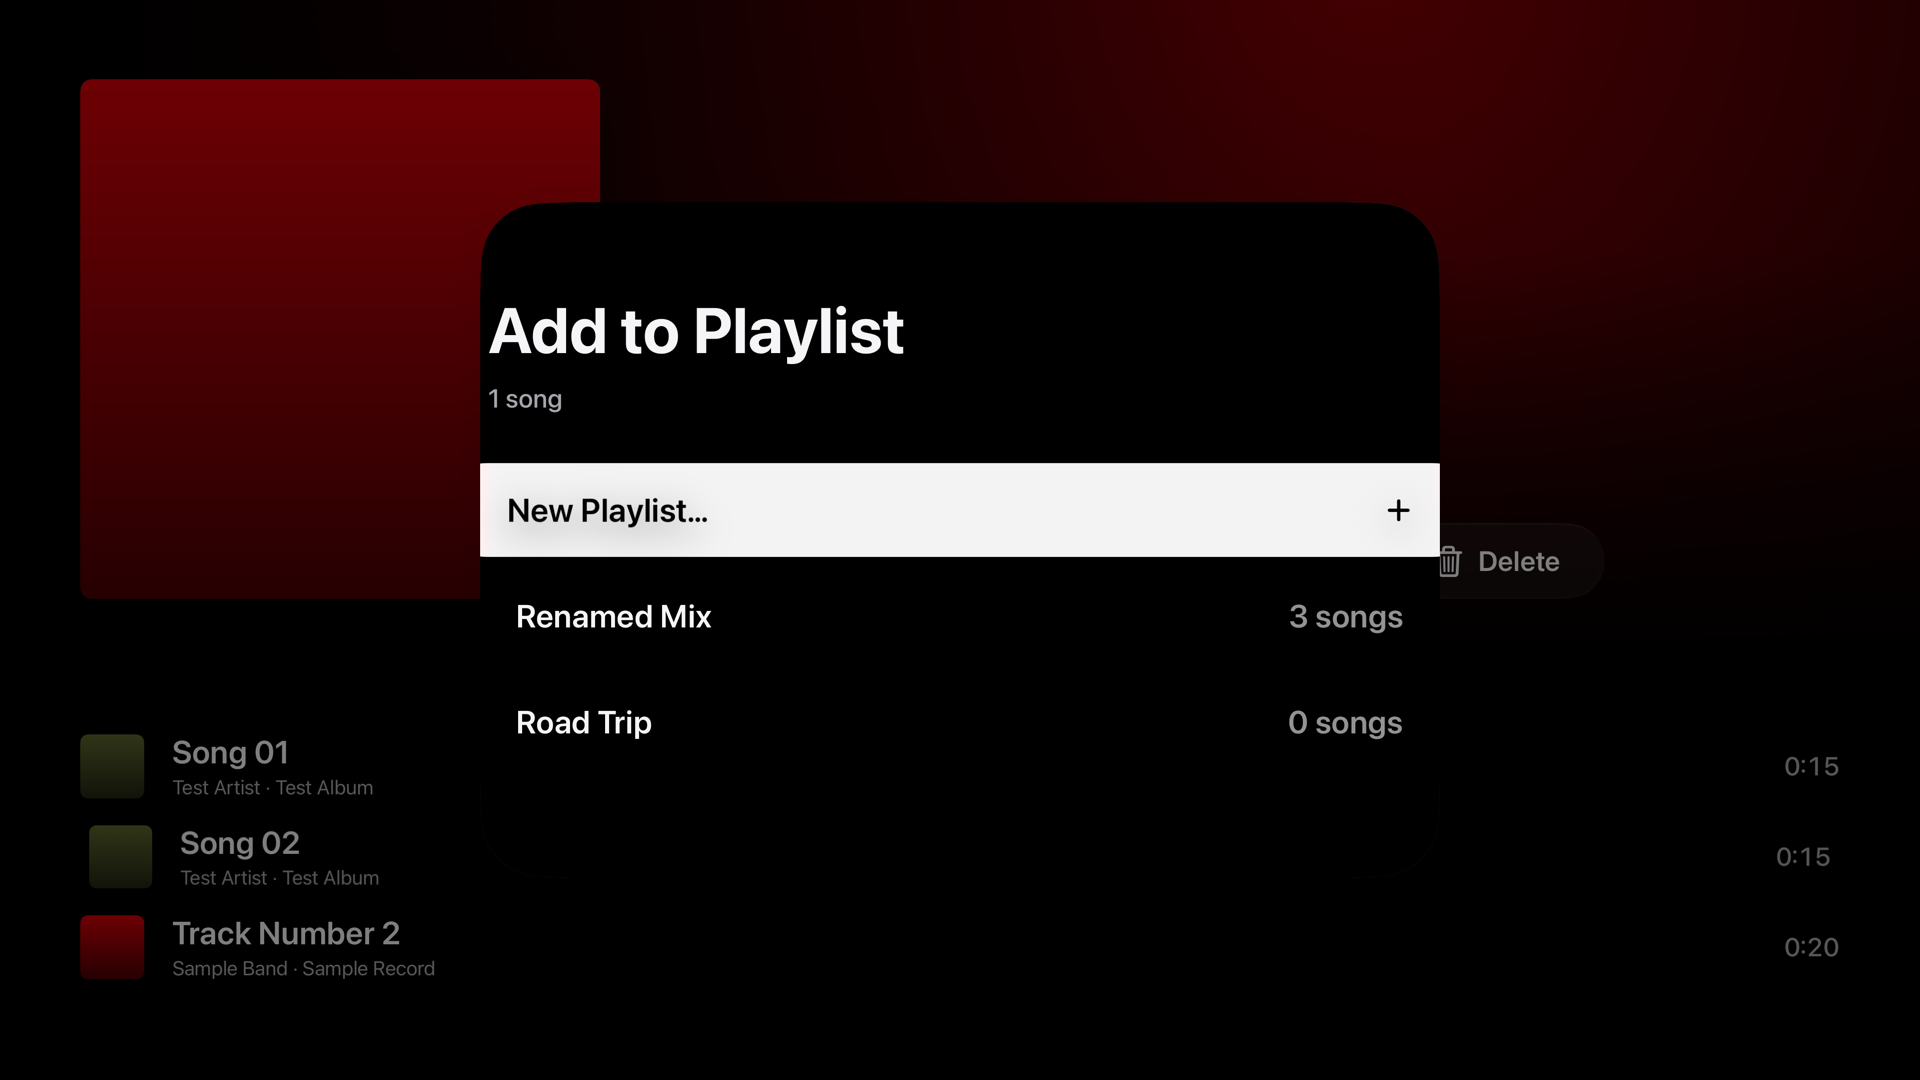 Add to Playlist
1 song
New Playlist...
+
Delete
Renamed Mix
3 songs
Road Trip
0 songs
Song 01
Test Artist · Test Album
0:15
Song 02
Test Artist · Test Album
0:15
Track Number 2
Sample Band · Sample Record
0:20